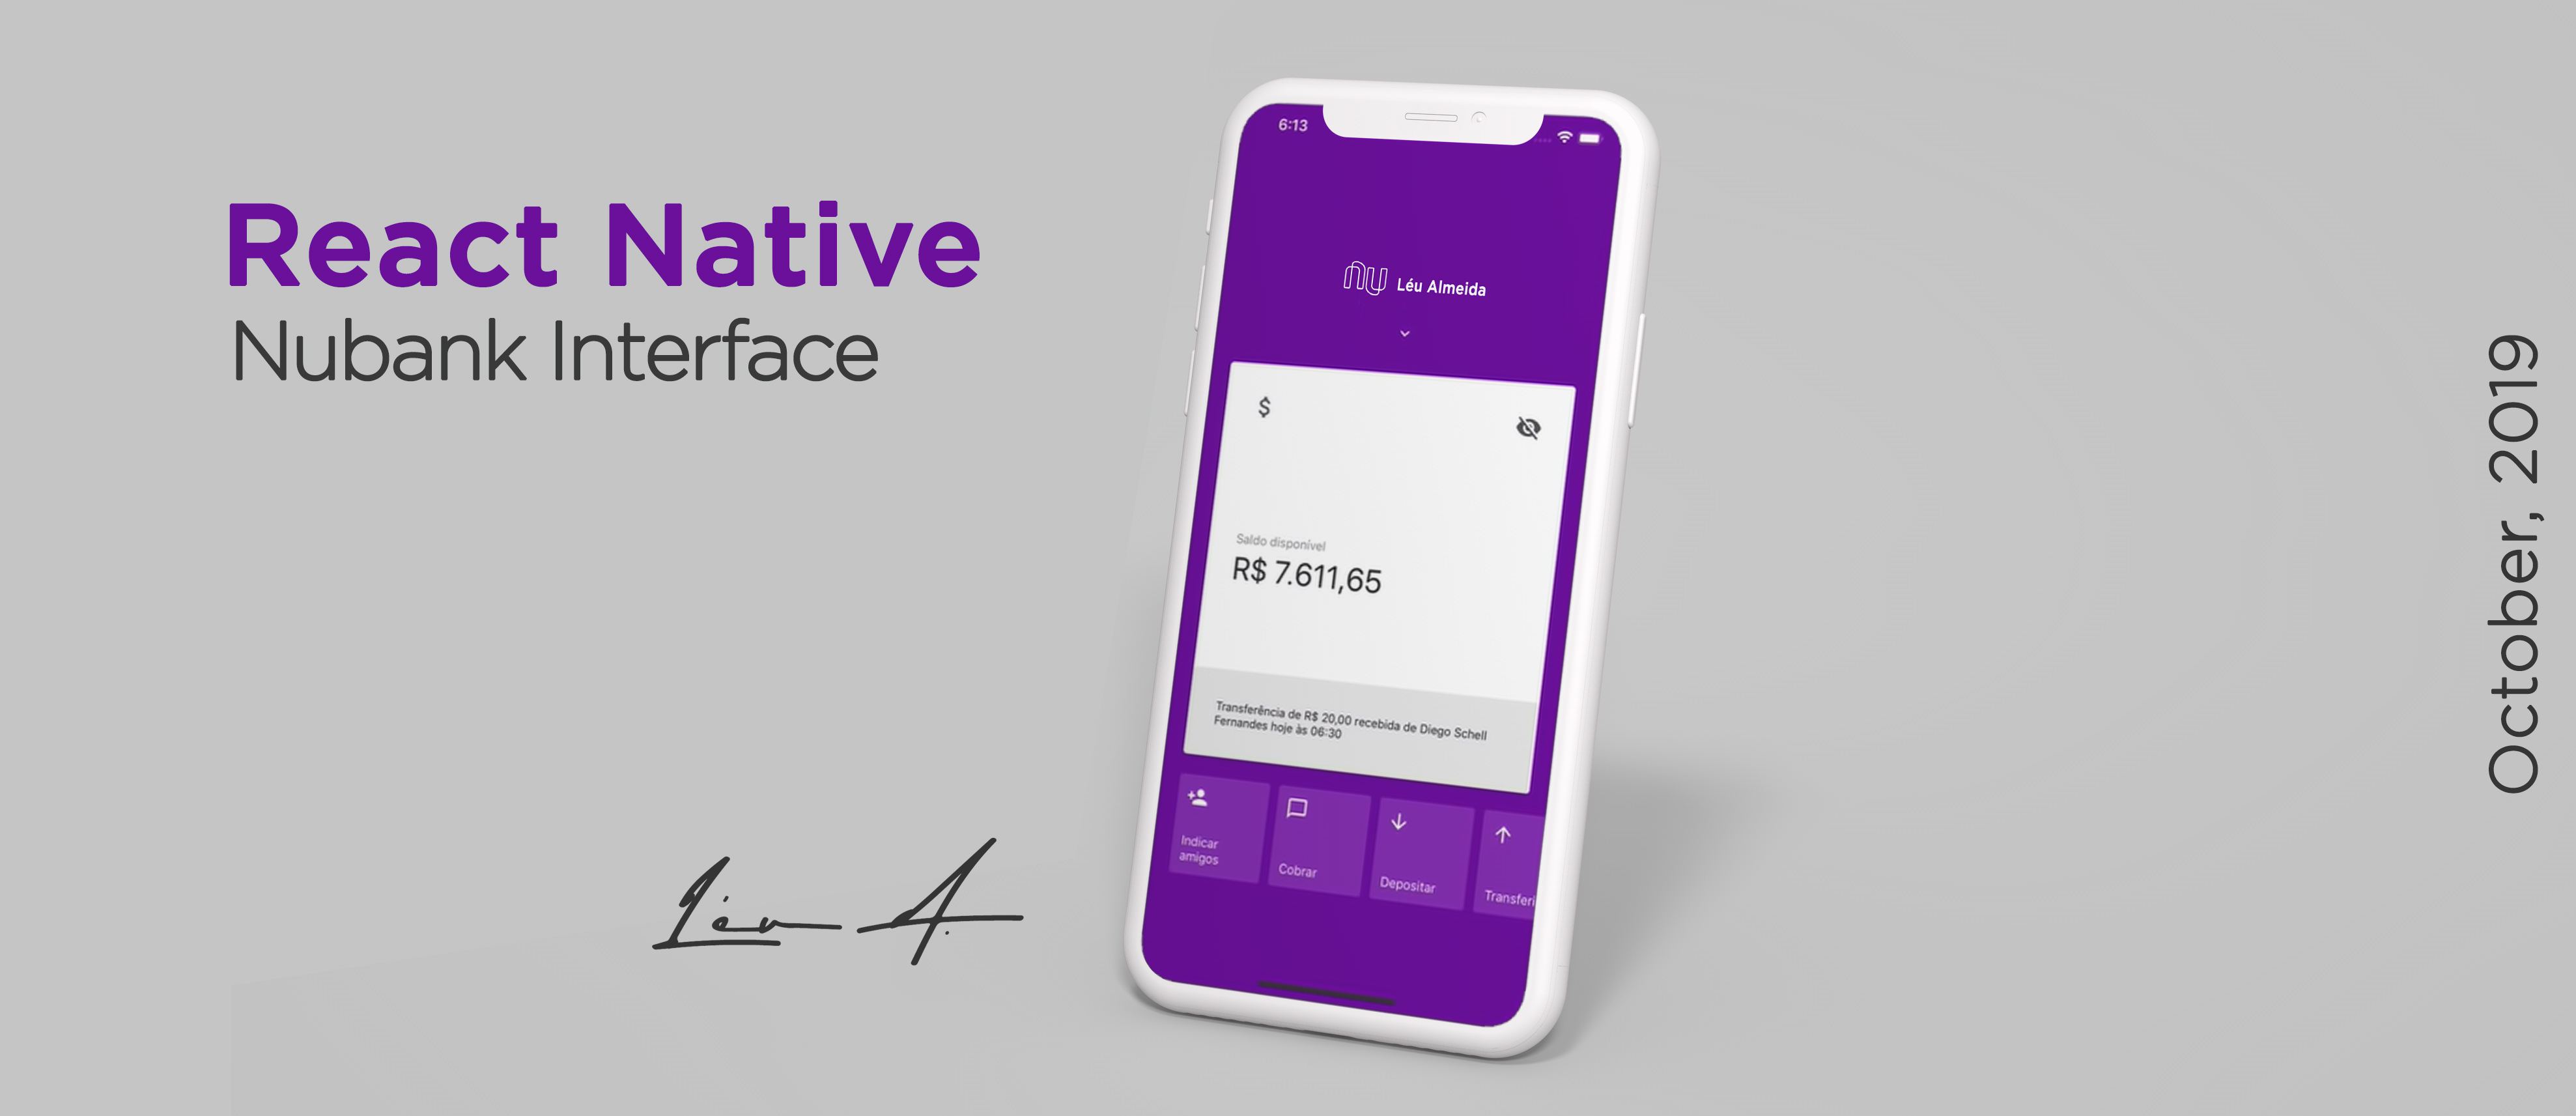 React Native
Nubank Interface
6:13
nu Léu Almeida
$
Saldo disponível
R$ 7.611,65
Transferência de R$ 20,00 recebida de Diego Schell
Fernandes hoje às 06:30
Indicar
amigos
Cobrar
Depositar
Transferi
Léu A.
October, 2019